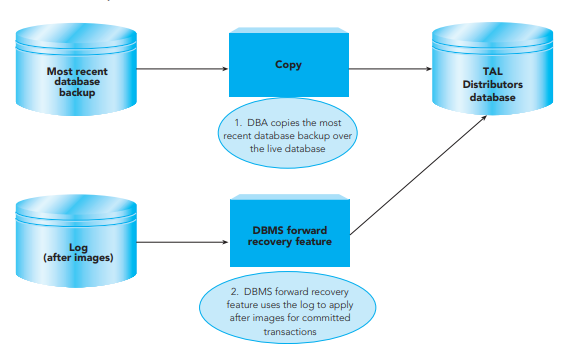 Most recent
database
backup
Copy
TAL
Distributors
database
1. DBA copies the most
recent database backup over
the live database
Log
(after images)
DBMS forward
recovery feature
2. DBMS forward recovery
feature uses the log to apply
after images for committed
transactions